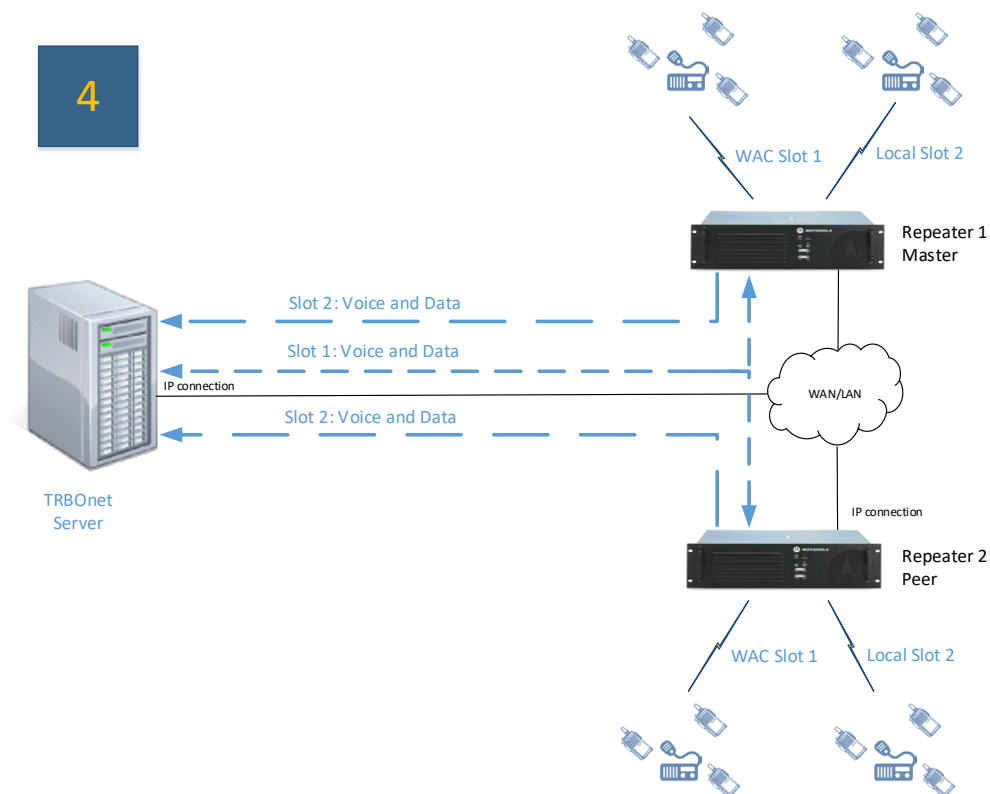 4
WAC Slot 1
Local Slot 2
MOTOROLA
Repeater 1
Master
Slot 2: Voice and Data
Slot 1: Voice and Data
IP connection
WAN/LAN
Slot 2: Voice and Data
TRBOnet
Server
IP connection
MOTOROLA
Repeater 2
Peer
WAC Slot 1
Local Slot 2